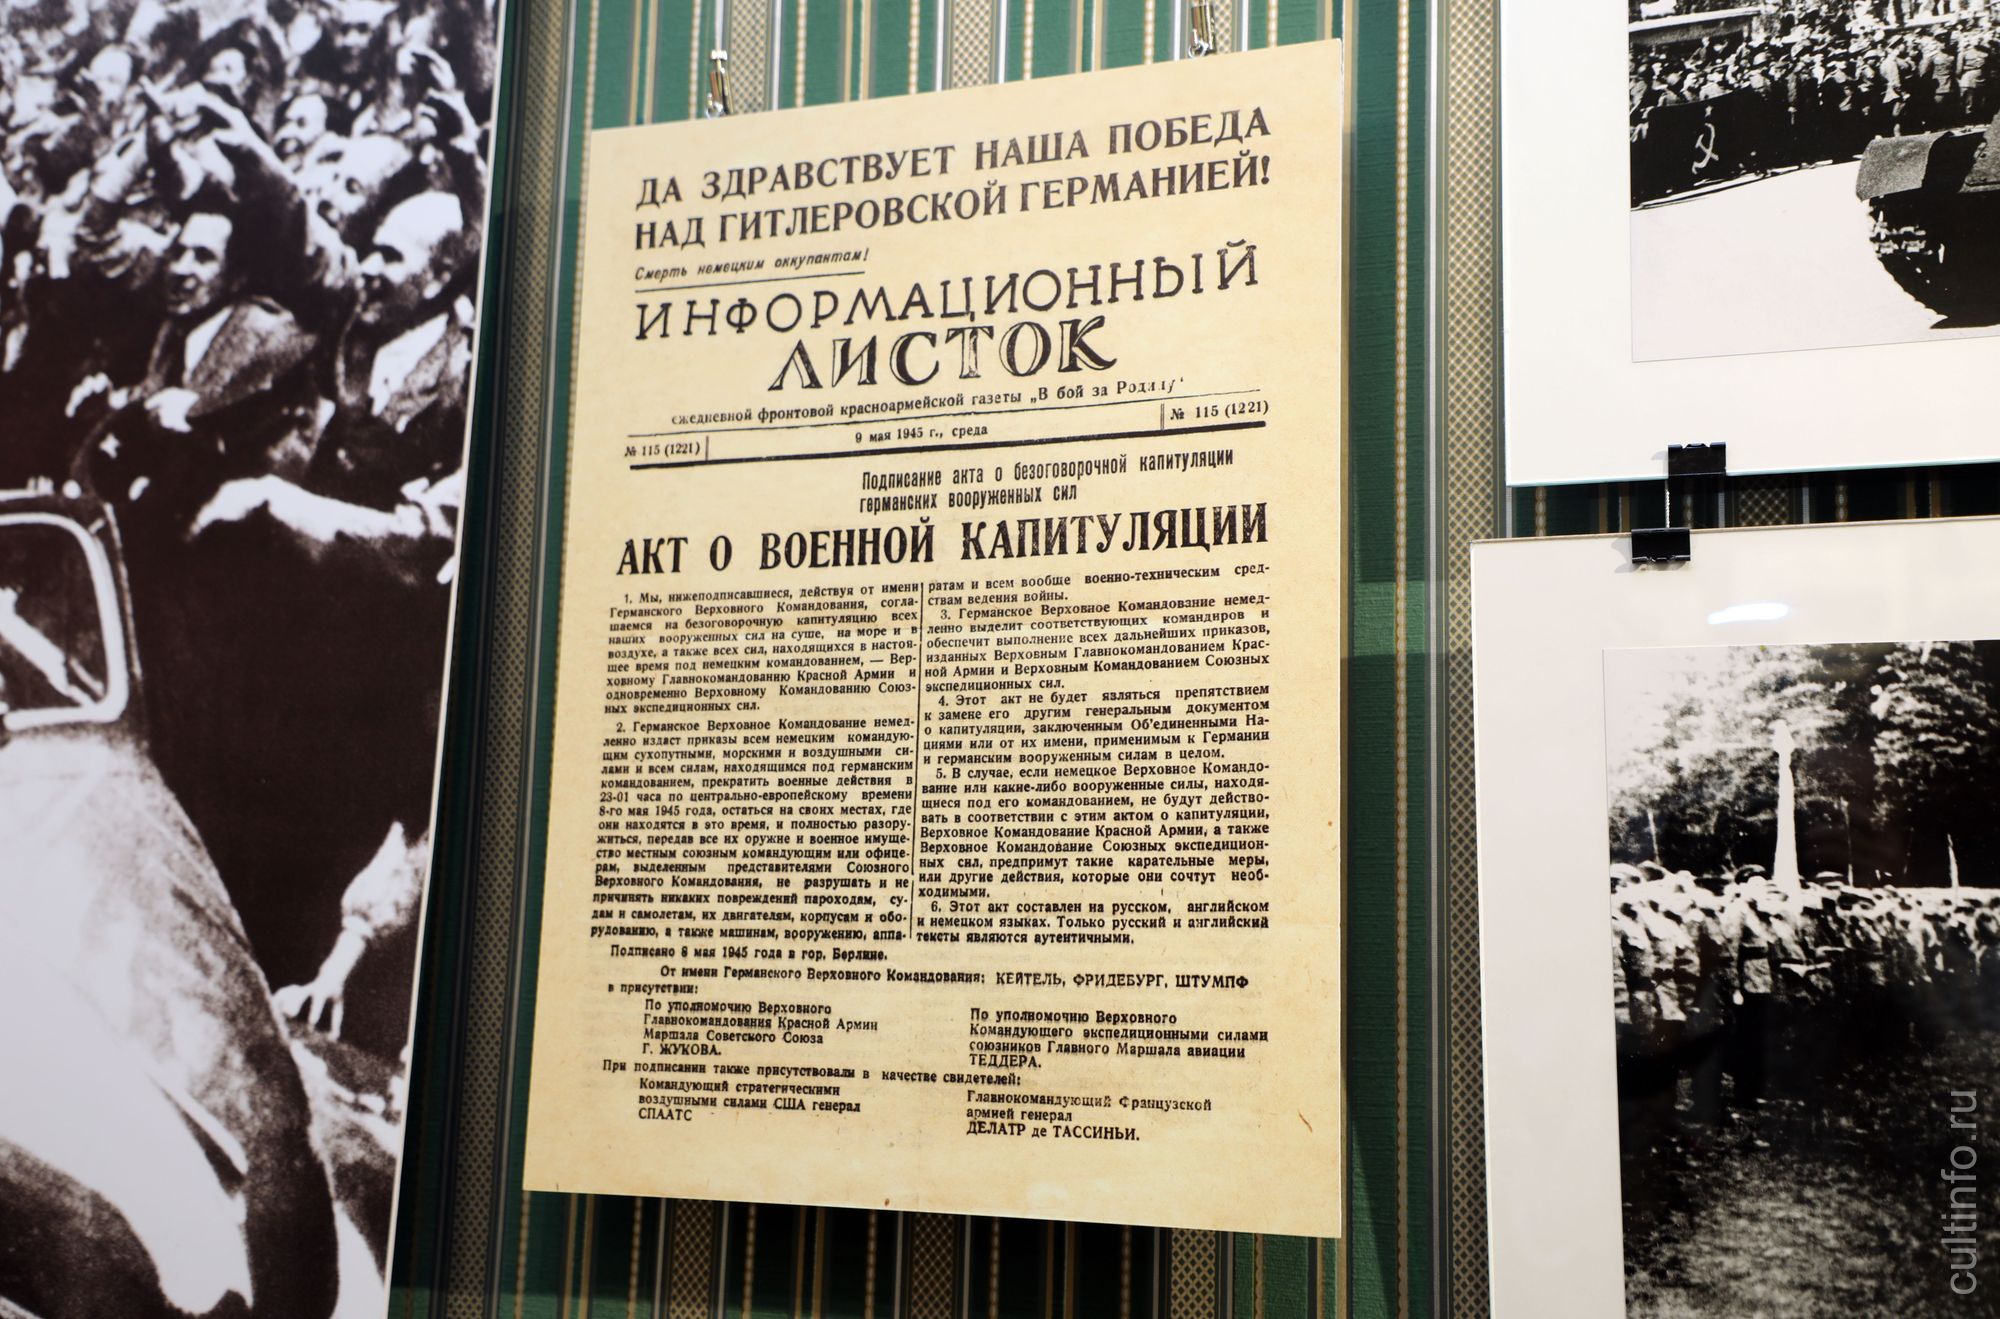 ДА ЗДРАВСТВУЕТ НАША ПОБЕДА
НАД ГИТЛЕРОВСКОЙ ГЕРМАНИЕЙ!
Смерть немецким оккупантам!
ИНФОРМАЦИОННЫЙ
ЛИСТОК
ежедневной фронтовой красноармейской газеты „В бой за Родину"
№ 115 (1221)
9 мая 1945 г., среда
№ 115 (1221)
Подписание акта о безоговорочной капитуляции
германских вооруженных сил
АКТ О ВОЕННОЙ КАПИТУЛЯЦИИ
1. Мы, нижеподписавшиеся, действуя от имени
Германского Верховного Командования, согла-
шаемся на безоговорочную капитуляцию всех
наших вооруженных сил на суше, на море и в
воздухе, а также всех сил, находящихся в настоя-
щее время под немецким командованием, — Вер-
ховному Главнокомандованию Красной Армии и
одновременно Верховному Командованию Союз-
ных экспедиционных сил.
2. Германское Верховное Командование немед-
ленно издаст приказы всем немецким командую-
щим сухопутными, морскими и воздушными си-
лами и всем силам, находящимся под германским
командованием, прекратить военные действия в
23-01 часа по центрально-европейскому времени
8-го мая 1945 года, остаться на своих местах, где
они находятся в это время, и полностью разору-
житься, передав все их оружие и военное имуще-
ство местным союзным командующим или офице-
рам, выделенным представителями Союзного
Верховного Командования, не разрушать и не
причинять никаких повреждений пароходам, су-
дам и самолетам, их двигателям, корпусам и обо-
рудованию, а также машинам, вооружению, аппа-
ратам и всем вообще военно-техническим сред-
ствам ведения войны.
3. Германское Верховное Командование немед-
ленно выделит соответствующих командиров и
обеспечит выполнение всех дальнейших приказов,
изданных Верховным Главнокомандованием Крас-
ной Армии и Верховным Командованием Союзных
экспедиционных сил.
4. Этот акт не будет являться препятствием
к замене его другим генеральным документом
о капитуляции, заключенным Об'единенными На-
циями или от их имени, применимым к Германии
и германским вооруженным силам в целом.
5. В случае, если немецкое Верховное Командо-
вание или какие-либо вооруженные силы, находя-
щиеся под его командованием, не будут действо-
вать в соответствии с этим актом о капитуляции,
Верховное Командование Красной Армии, а также
Верховное Командование Союзных экспедицион-
ных сил, предпримут такие карательные меры,
или другие действия, которые они сочтут необ-
ходимыми.
6. Этот акт составлен на русском, английском
и немецком языках. Только русский и английский
тексты являются аутентичными.
Подписано 8 мая 1945 года в гор. Берлине.
От имени Германского Верховного Командования: КЕЙТЕЛЬ, ФРИДЕБУРГ, ШТУМПФ
в присутствии:
По уполномочию Верховного
Главнокомандования Красной Армии
Маршала Советского Союза
Г. ЖУКОВА.
По уполномочию Верховного
Командующего экспедиционными силами
союзников Главного Маршала авиации
ТЕДДЕРА.
При подписании также присутствовали в качестве свидетелей:
Командующий стратегическими
воздушными силами США генерал
СПААТС
Главнокомандующий Французской
армией генерал
ДЕЛАТР де ТАССИНЬИ.
cultinfo.ru